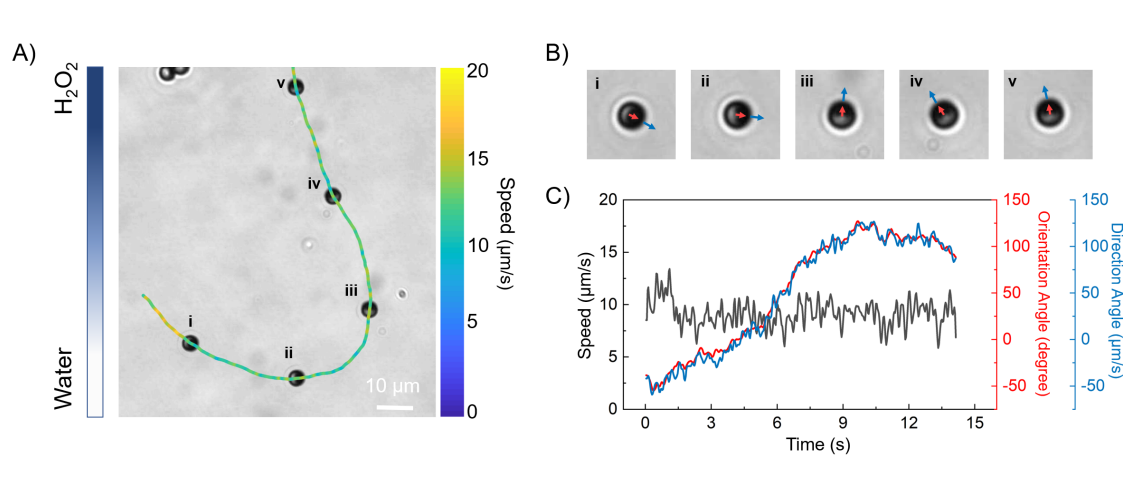 A)
H₂O₂
Water
v
iv
iii
i
ii
10 µm
20
15
10
5
0
Speed (µm/s)
B)
i
ii
iii
iv
v
C)
20
15
10
5
0
Speed (µm/s)
0
3
6
9
12
15
Time (s)
150
100
50
0
-50
Orientation Angle (degree)
150
100
50
0
-50
Direction Angle (µm/s)